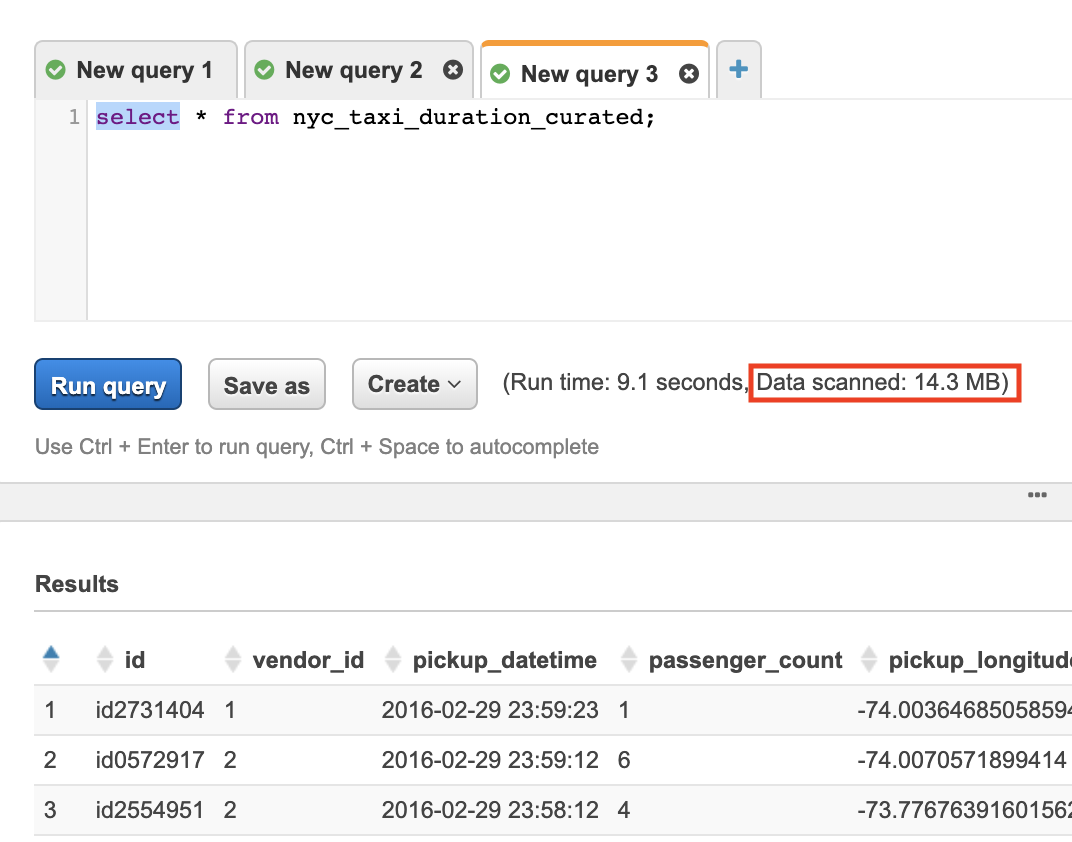 New query 1 New query 2 New query 3
1 select * from nyc_taxi_duration_curated;
Run query Save as Create (Run time: 9.1 seconds, Data scanned: 14.3 MB)
Use Ctrl + Enter to run query, Ctrl + Space to autocomplete
Results
id vendor_id pickup_datetime passenger_count pickup_longitud
1 id2731404 1 2016-02-29 23:59:23 1 -74.0036468505859
2 id0572917 2 2016-02-29 23:59:12 6 -74.0070571899414
3 id2554951 2 2016-02-29 23:58:12 4 -73.7767639160156